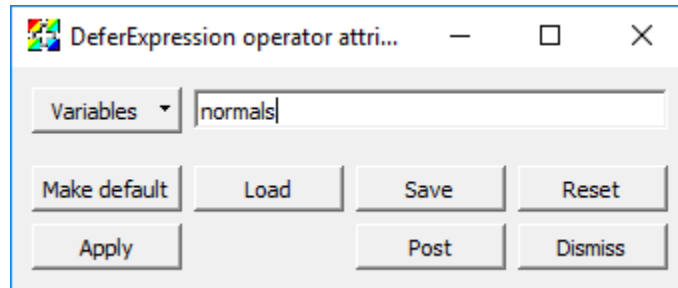 DeferExpression operator attri...
Variables normals
Make default Load Save Reset
Apply Post Dismiss